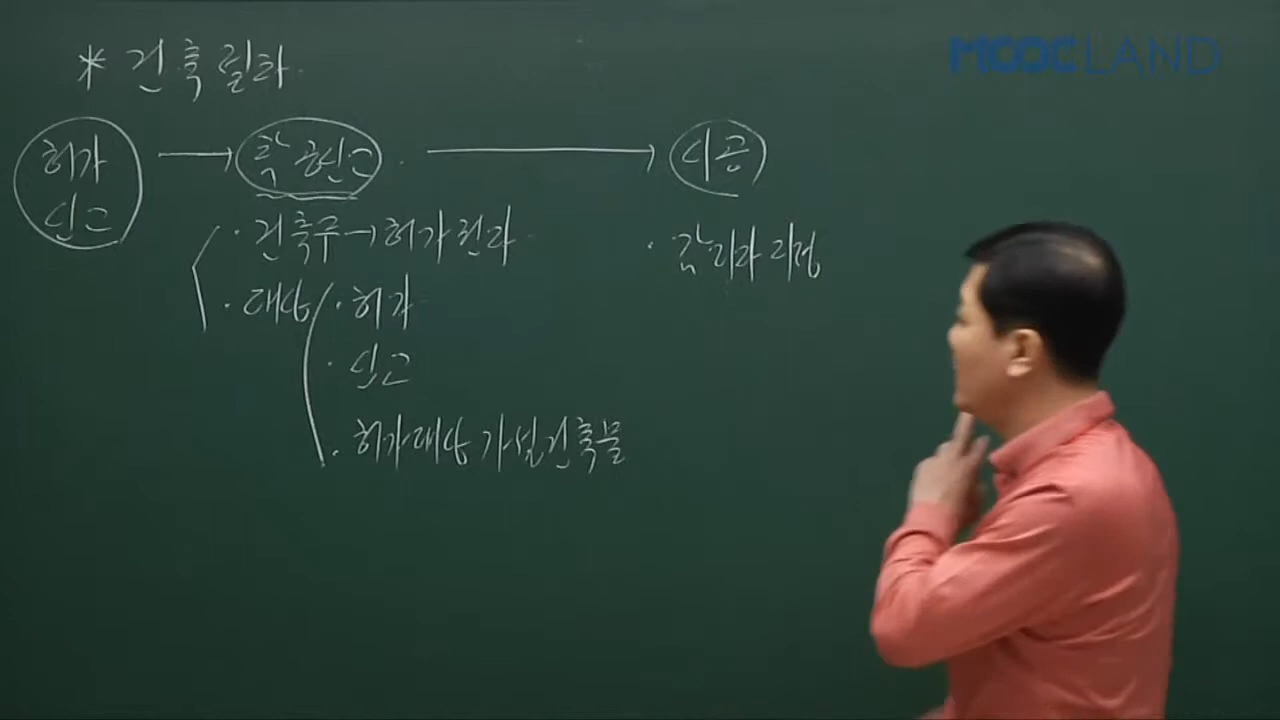 * 건축절차
MOOCLAND
허가
신고
→ 착공신고 → 시공
· 건축주 → 허가권자
· 감리자 지정
· 대상 · 허가
· 신고
· 허가대상 가설건축물